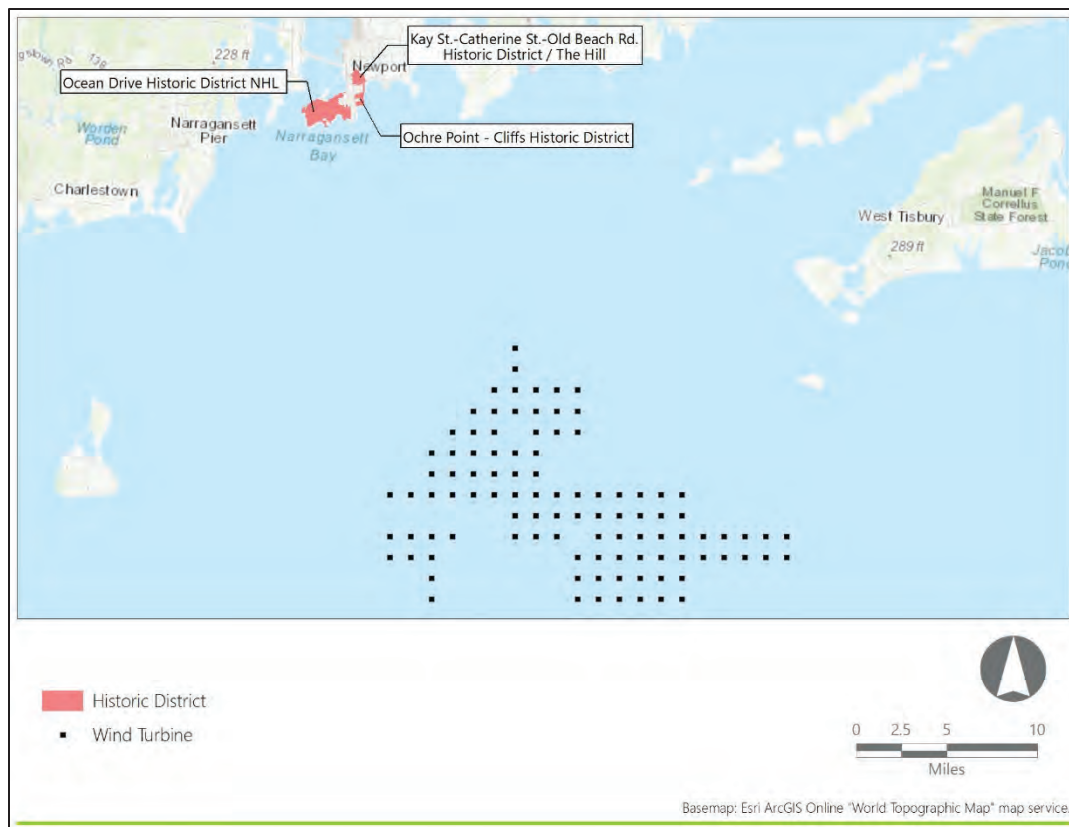 Kay St.-Catherine St.-Old Beach Rd.
Historic District / The Hill
228 ft
Newport
Ocean Drive Historic District NHL
Worden
Pond
Narragansett
Pier
Narragansett
Bay
Ochre Point - Cliffs Historic District
Charlestown
Manuel F
Correllus
State Forest
West Tisbury
289 ft
Historic District
Wind Turbine
0 2.5 5 10
Miles
Basemap: Esri ArcGIS Online "World Topographic Map" map service.